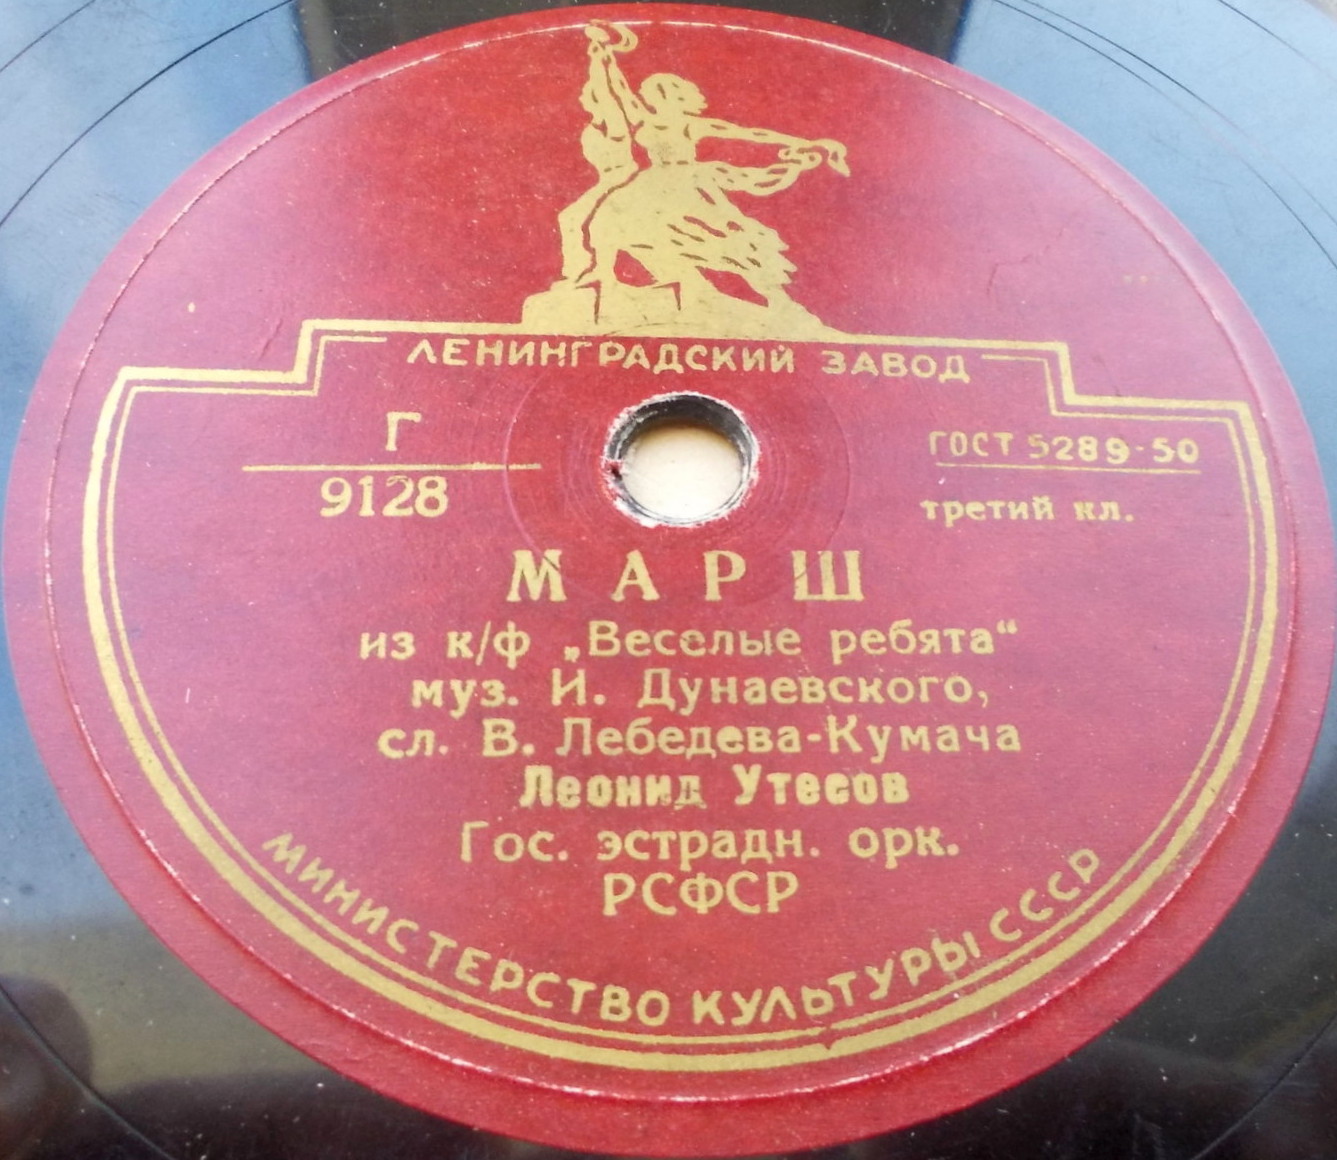 ЛЕНИНГРАДСКИЙ ЗАВОД
Г
9128
ГОСТ 5289-50
третий кл.
МАРШ
из к/ф „Веселые ребята“
муз. И. Дунаевского,
сл. В. Лебедева-Кумача
Леонид Утесов
Гос. эстрадн. орк.
РСФСР
МИНИСТЕРСТВО КУЛЬТУРЫ СССР